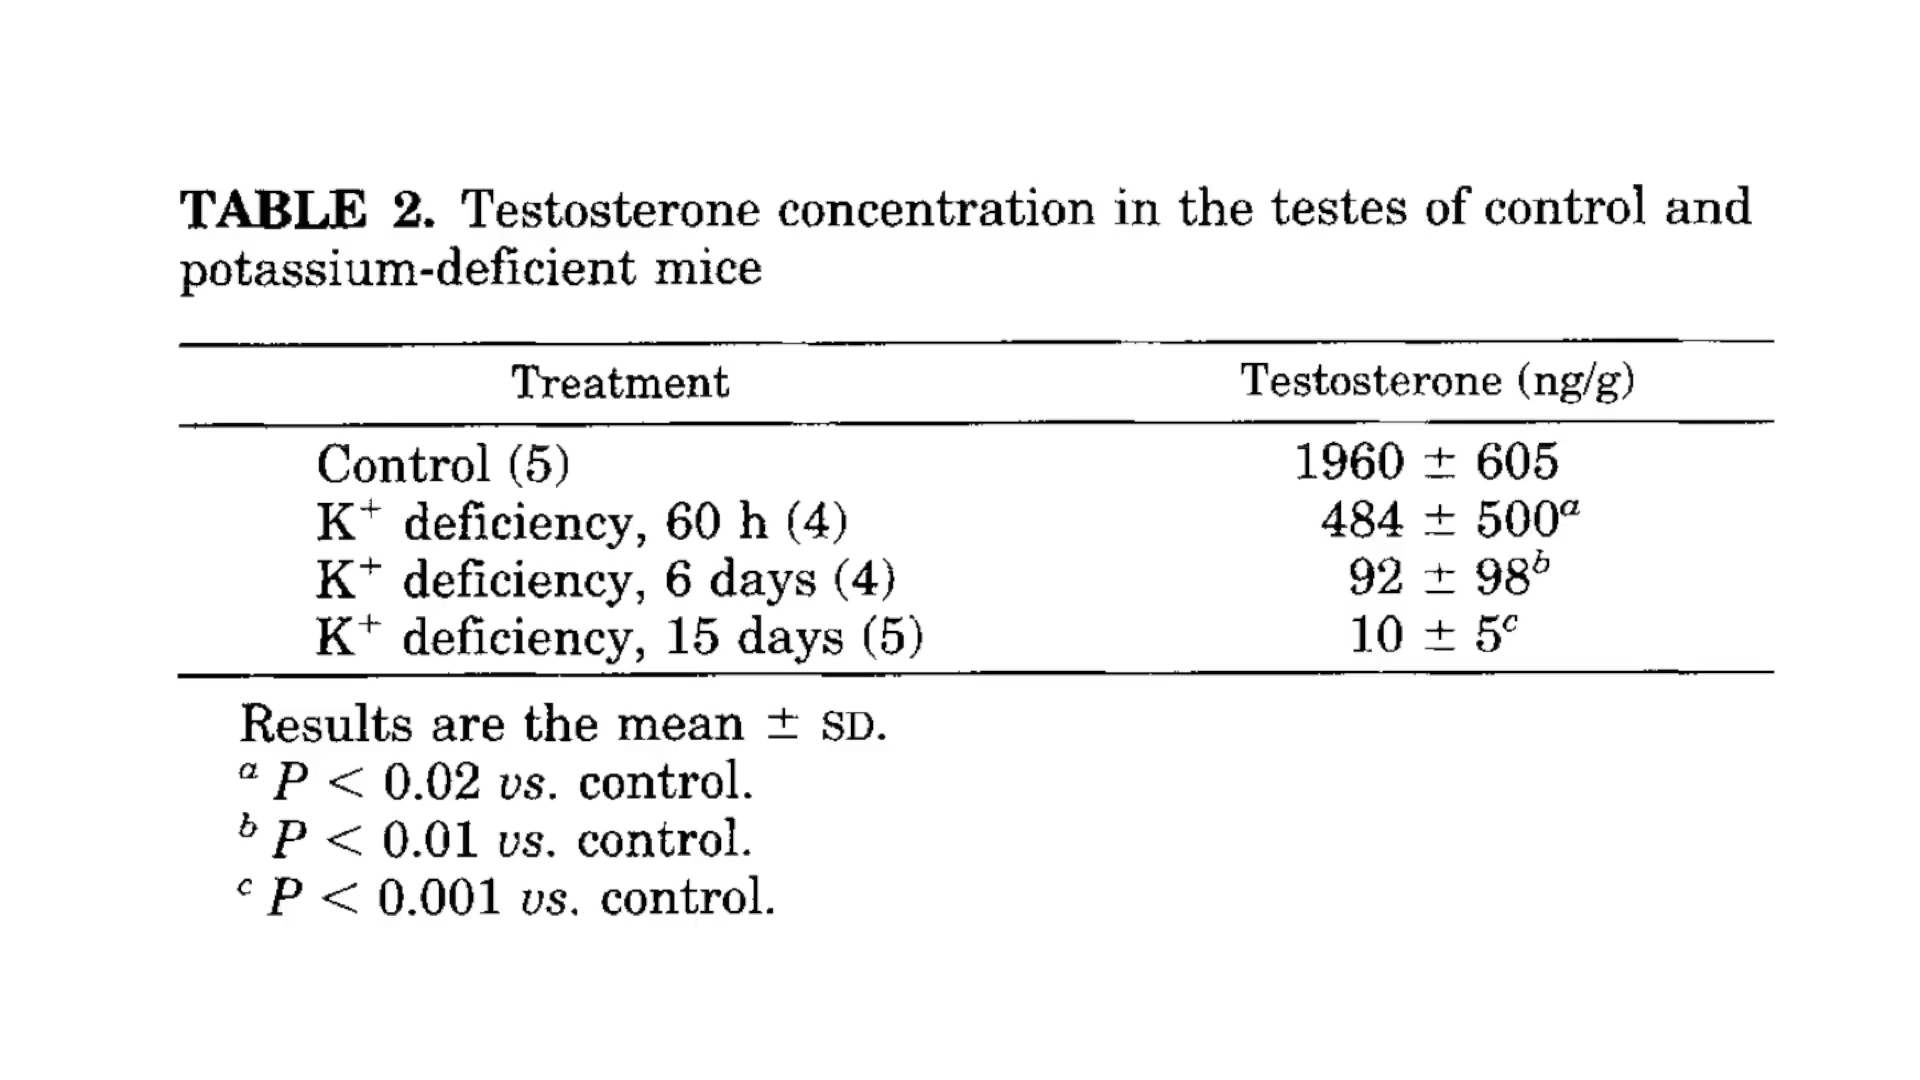 TABLE 2. Testosterone concentration in the testes of control and
potassium-deficient mice
Treatment Testosterone (ng/g)
Control (5) 1960 ± 605
K⁺ deficiency, 60 h (4) 484 ± 500ᵃ
K⁺ deficiency, 6 days (4) 92 ± 98ᵇ
K⁺ deficiency, 15 days (5) 10 ± 5ᶜ
Results are the mean ± SD.
ᵃ P < 0.02 vs. control.
ᵇ P < 0.01 vs. control.
ᶜ P < 0.001 vs. control.